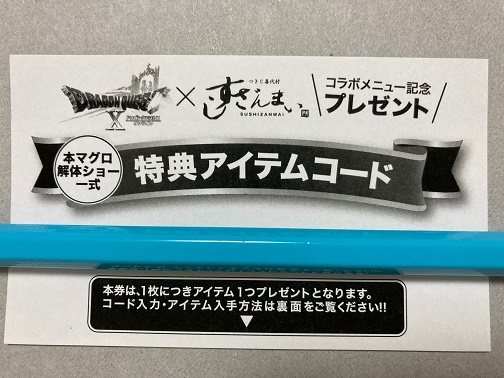 DRAGON QUEST
X
つきじ喜代村
すしざんまい
SUSHIZANMAI
×
コラボメニュー記念
プレゼント
本マグロ
解体ショー
一式
特典アイテムコード
本券は、1枚につきアイテム1つプレゼントとなります。
コード入力・アイテム入手方法は裏面をご覧ください!!
▼